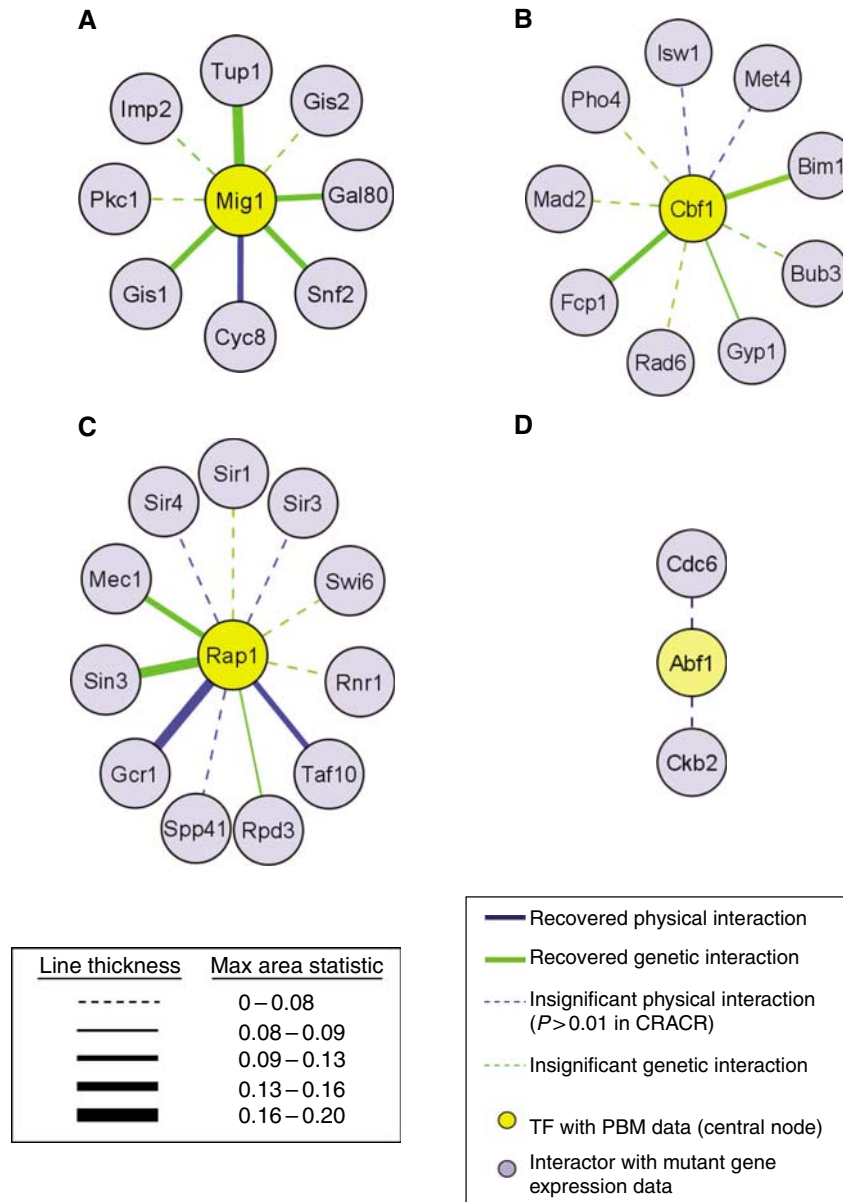 A
Tup1
Imp2
Gis2
Pkc1
Mig1
Gal80
Gis1
Snf2
Cyc8
B
Isw1
Met4
Pho4
Bim1
Mad2
Cbf1
Bub3
Fcp1
Rad6
Gyp1
C
Sir1
Sir4
Sir3
Mec1
Swi6
Rap1
Sin3
Rnr1
Gcr1
Taf10
Spp41
Rpd3
D
Cdc6
Abf1
Ckb2
Line thickness Max area statistic
0–0.08
0.08–0.09
0.09–0.13
0.13–0.16
0.16–0.20
Recovered physical interaction
Recovered genetic interaction
Insignificant physical interaction
(P>0.01 in CRACR)
Insignificant genetic interaction
TF with PBM data (central node)
Interactor with mutant gene
expression data